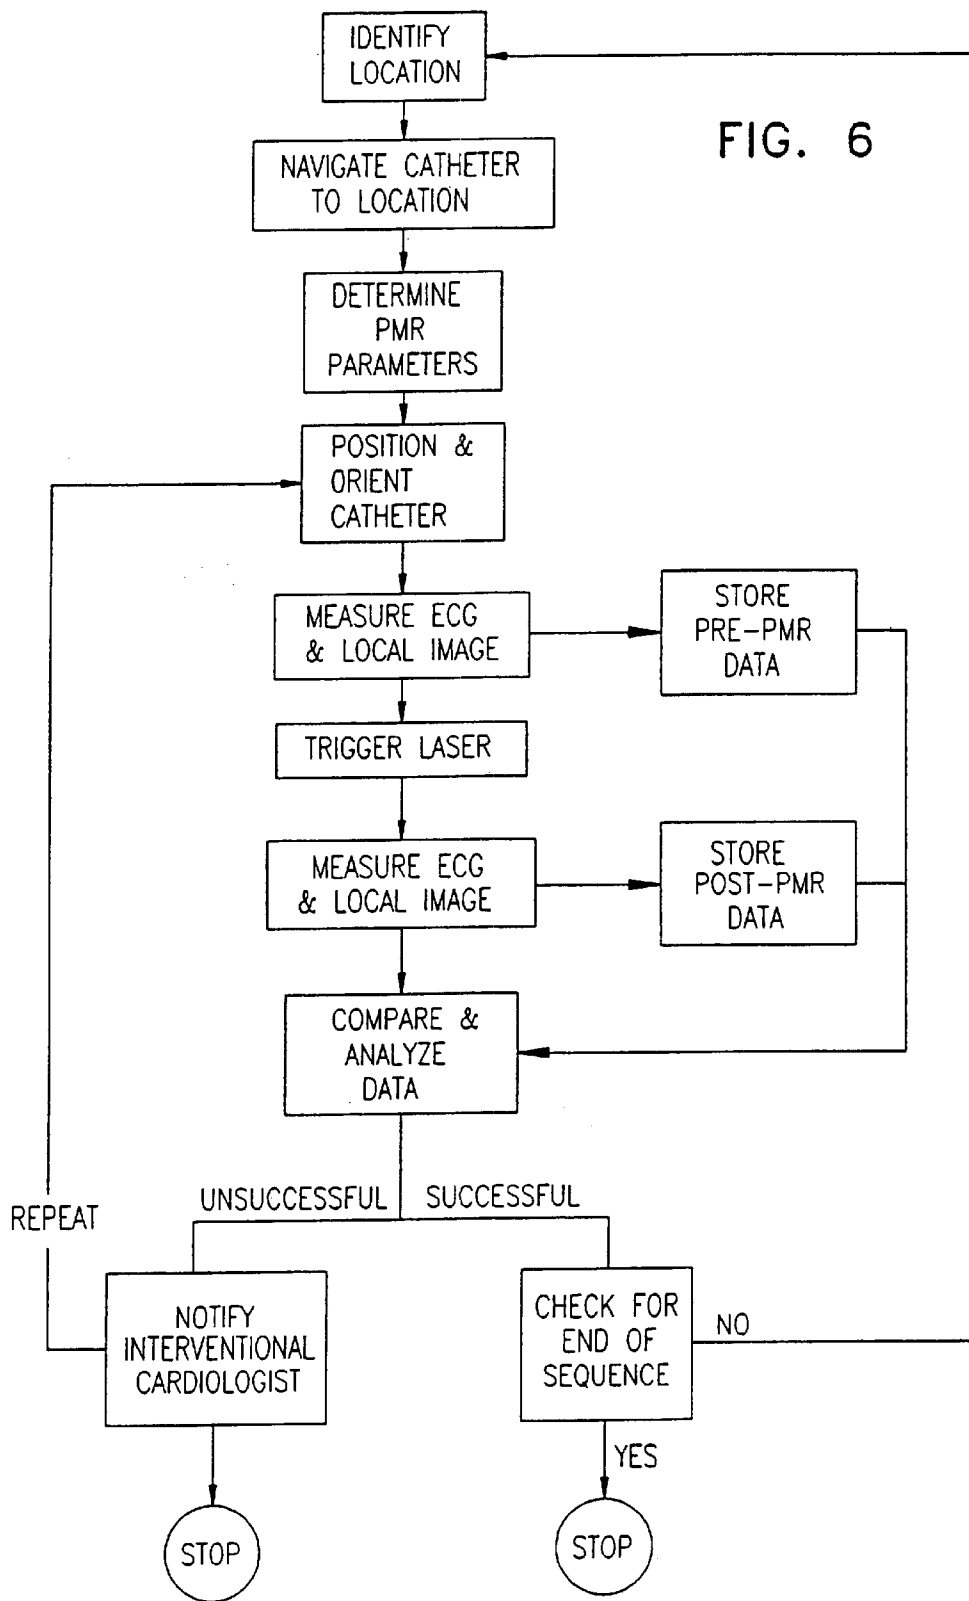 IDENTIFY
LOCATION
FIG. 6
NAVIGATE CATHETER
TO LOCATION
DETERMINE
PMR
PARAMETERS
POSITION &
ORIENT
CATHETER
MEASURE ECG
& LOCAL IMAGE
STORE
PRE-PMR
DATA
TRIGGER LASER
MEASURE ECG
& LOCAL IMAGE
STORE
POST-PMR
DATA
COMPARE &
ANALYZE
DATA
UNSUCCESSFUL
SUCCESSFUL
REPEAT
NOTIFY
INTERVENTIONAL
CARDIOLOGIST
CHECK FOR
END OF
SEQUENCE
NO
YES
STOP
STOP